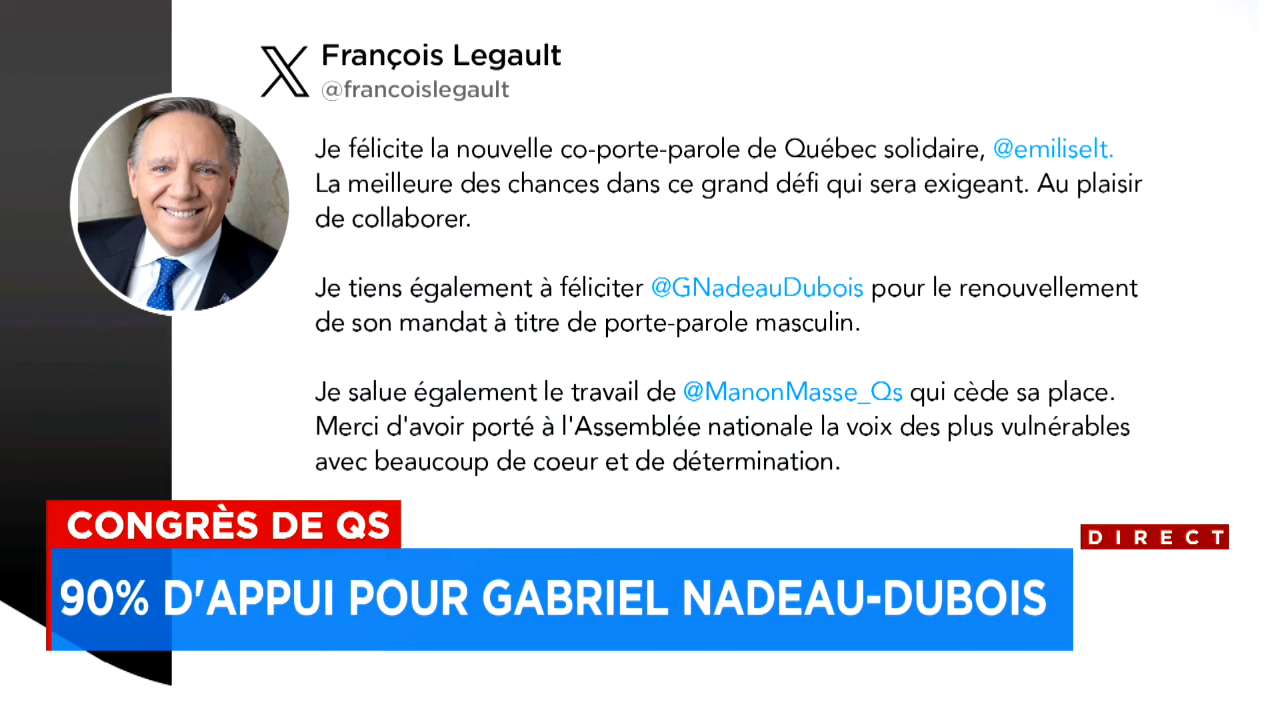 François Legault
@francoislegault
Je félicite la nouvelle co-porte-parole de Québec solidaire, @emiliselt.
La meilleure des chances dans ce grand défi qui sera exigeant. Au plaisir
de collaborer.
Je tiens également à féliciter @GNadeauDubois pour le renouvellement
de son mandat à titre de porte-parole masculin.
Je salue également le travail de @ManonMasse_Qs qui cède sa place.
Merci d'avoir porté à l'Assemblée nationale la voix des plus vulnérables
avec beaucoup de coeur et de détermination.
CONGRÈS DE QS
DIRECT
90% D'APPUI POUR GABRIEL NADEAU-DUBOIS